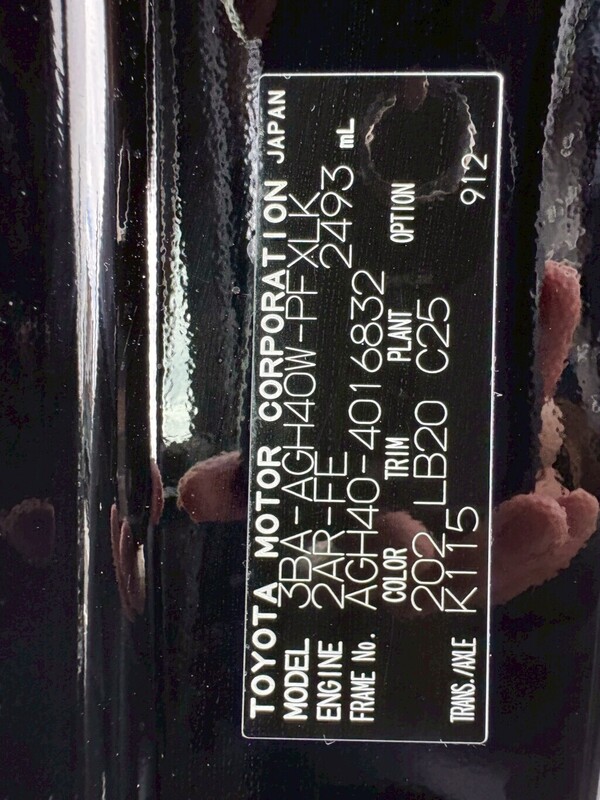 TOYOTA MOTOR CORPORATION JAPAN
MODEL 3BA-AGH40W-PFXLK
ENGINE 2AR-FE 2493 mL
FRAME No. AGH40-4016832
COLOR TRIM PLANT OPTION
202 LB20 C25
TRANS./AXLE K115 912